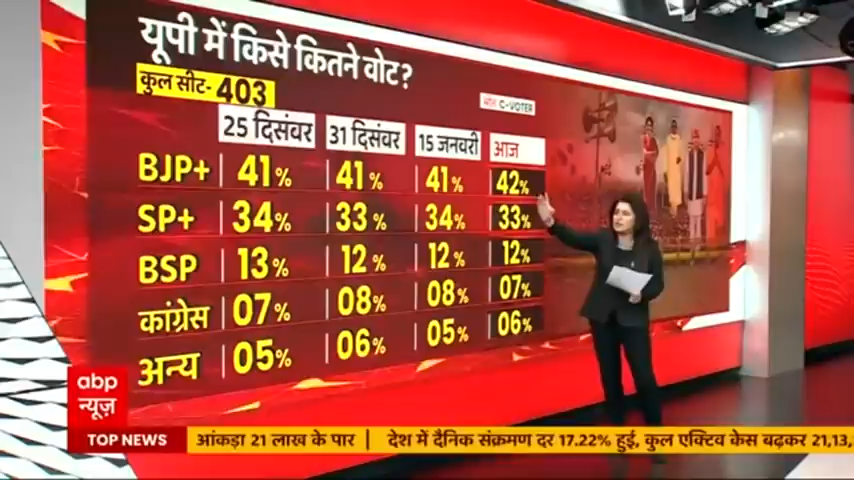 यूपी में किसे कितने वोट?
कुल सीट- 403
C-VOTER
25 दिसंबर 31 दिसंबर 15 जनवरी आज
BJP+ 41% 41% 41% 42%
SP+ 34% 33% 34% 33%
BSP 13% 12% 12% 12%
कांग्रेस 07% 08% 08% 07%
अन्य 05% 06% 05% 06%
abp
न्यूज़
TOP NEWS आंकड़ा 21 लाख के पार | देश में दैनिक संक्रमण दर 17.22% हुई, कुल एक्टिव केस बढ़कर 21,13,